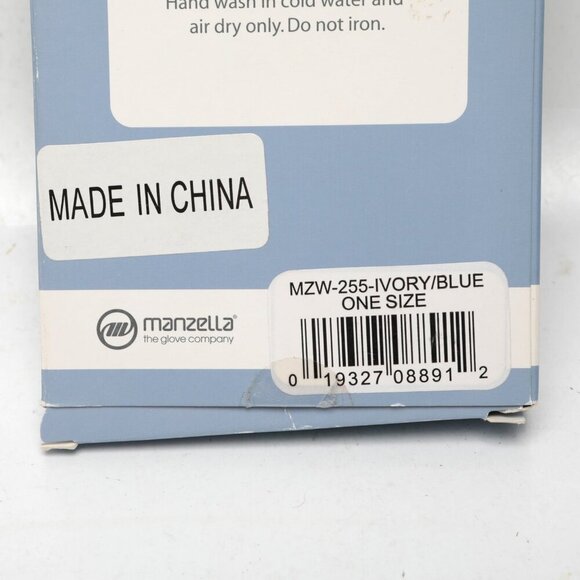 Hand wash in cold water and
air dry only. Do not iron.
MADE IN CHINA
MZW-255-IVORY/BLUE
ONE SIZE
manzella
the glove company
0 19327 08891 2